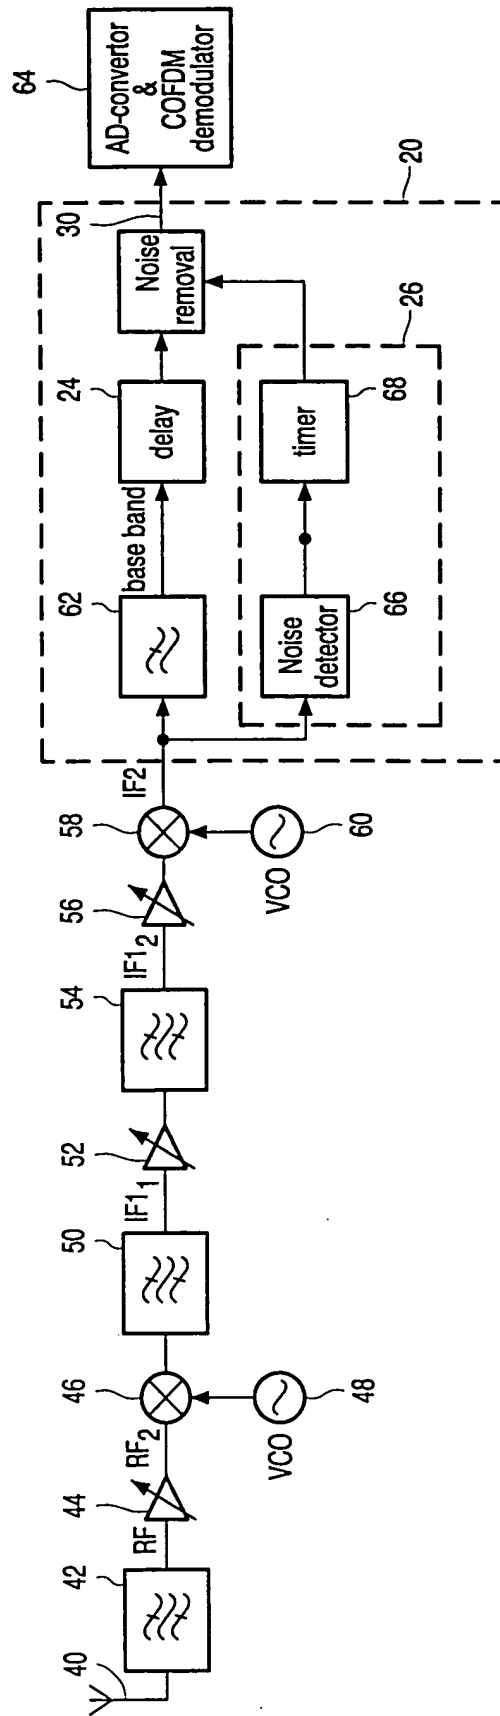 40
42
RF
44
RF2
46
VCO
48
50
IF11
52
54
IF12
56
58
VCO
60
IF2
62
base band
24
delay
Noise
removal
30
64
AD-convertor
&
COFDM
demodulator
20
26
Noise
detector
66
timer
68